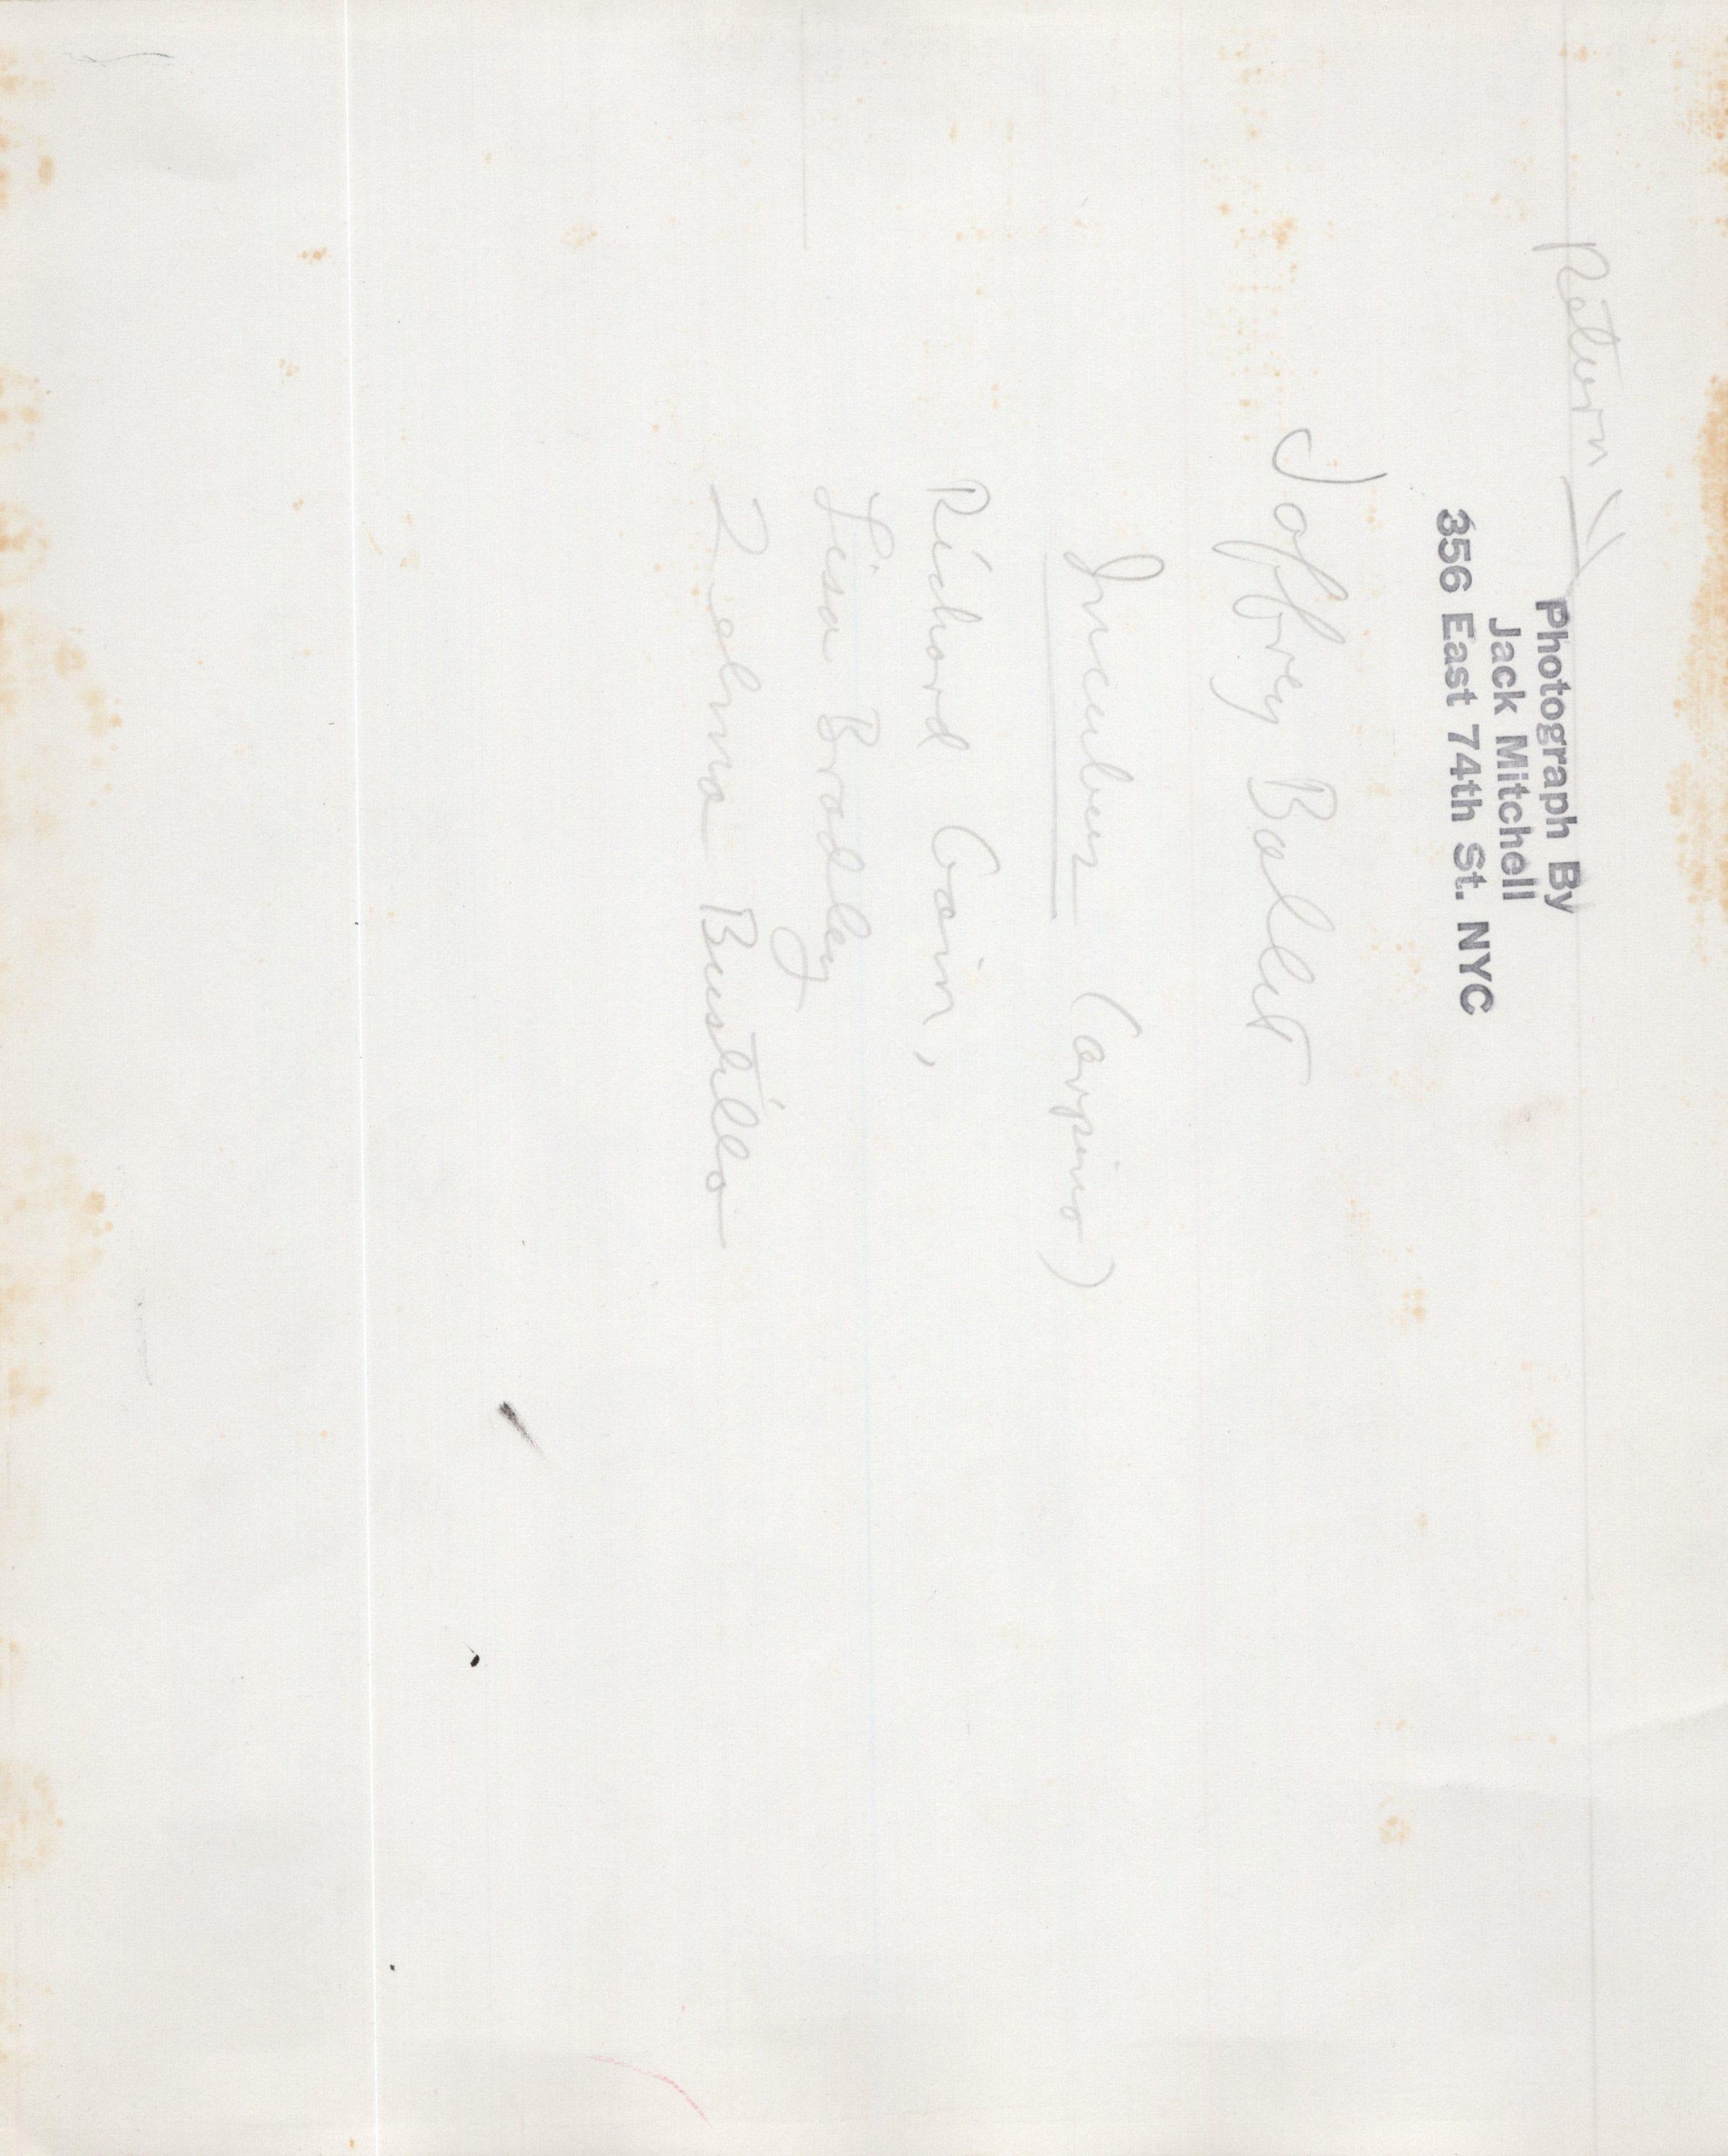 Return →
Photograph By
Jack Mitchell
356 East 74th St. NYC
Joffrey Ballet
Incubus (Arpino)
Richard Gain,
Lisa Bradley
Zelma Bustillo